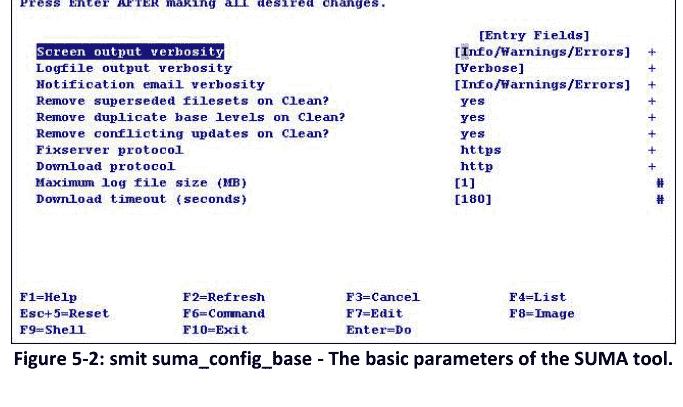 Press Enter AFTER making all desired changes.
[Entry Fields]
Screen output verbosity [Info/Warnings/Errors] +
Logfile output verbosity [Verbose] +
Notification email verbosity [Info/Warnings/Errors] +
Remove superseded filesets on Clean? yes +
Remove duplicate base levels on Clean? yes +
Remove conflicting updates on Clean? yes +
Fixserver protocol https +
Download protocol http +
Maximum log file size (MB) [1] #
Download timeout (seconds) [180] #
F1=Help F2=Refresh F3=Cancel F4=List
Esc+5=Reset F6=Command F7=Edit F8=Image
F9=Shell F10=Exit Enter=Do
Figure 5-2: smit suma_config_base - The basic parameters of the SUMA tool.